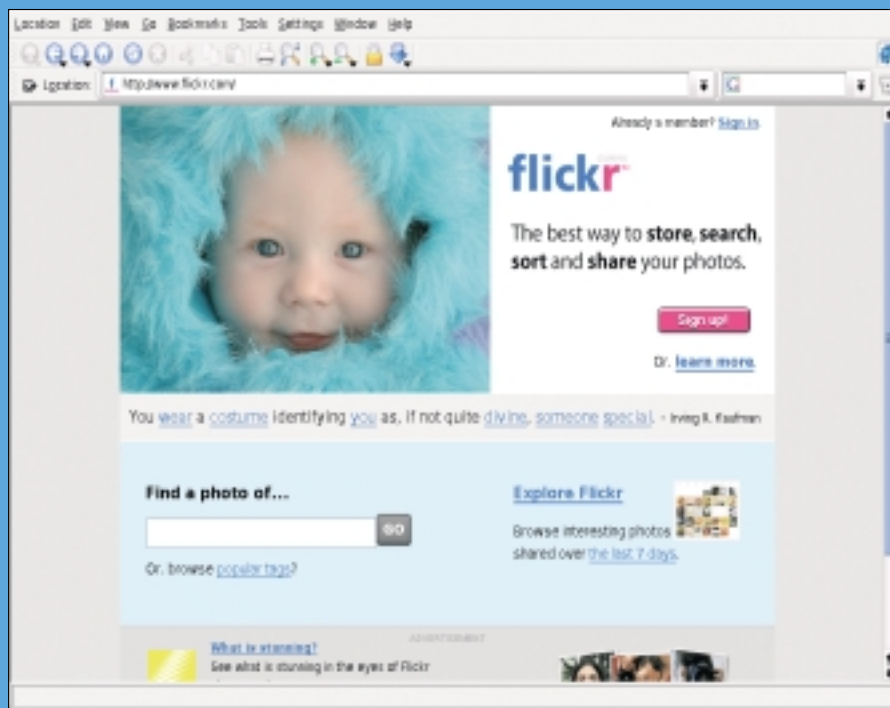 Location Edit View Go Bookmarks Tools Settings Window Help
Location: http://www.flickr.com/
Already a member? Sign in.
flickr
The best way to store, search,
sort and share your photos.
Sign up!
Or, learn more.
You wear a costume identifying you as, if not quite divine, someone special. - Irving R. Kaufman
Find a photo of...
GO
Or, browse popular tags?
Explore Flickr
Browse interesting photos
shared over the last 7 days.
ADVERTISEMENT
What is stunning?
See what is stunning in the eyes of Flickr